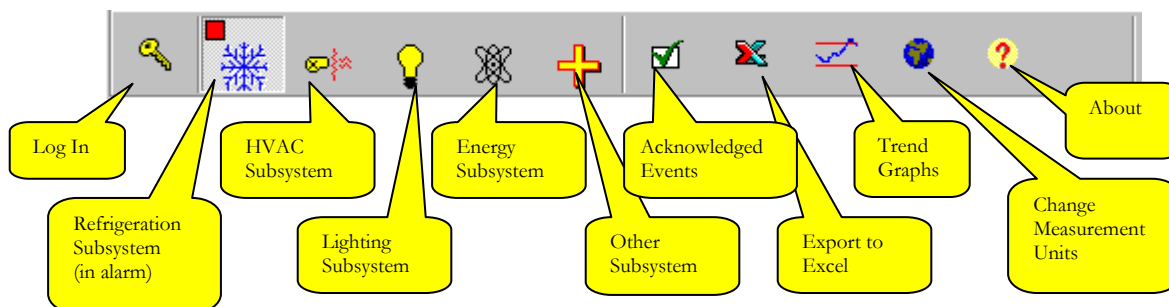 Log In
Refrigeration
Subsystem
(in alarm)
HVAC
Subsystem
Lighting
Subsystem
Energy
Subsystem
Other
Subsystem
Acknowledged
Events
Export to
Excel
Trend
Graphs
Change
Measurement
Units
About
?